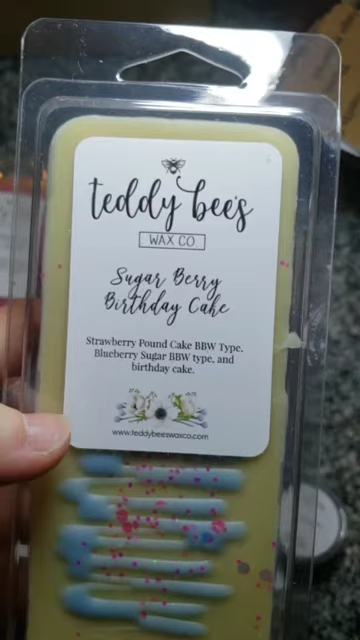 teddy bee's
WAX CO
Sugar Berry
Birthday Cake
Strawberry Pound Cake BBW Type,
Blueberry Sugar BBW type, and
birthday cake.
www.teddybeeswaxco.com